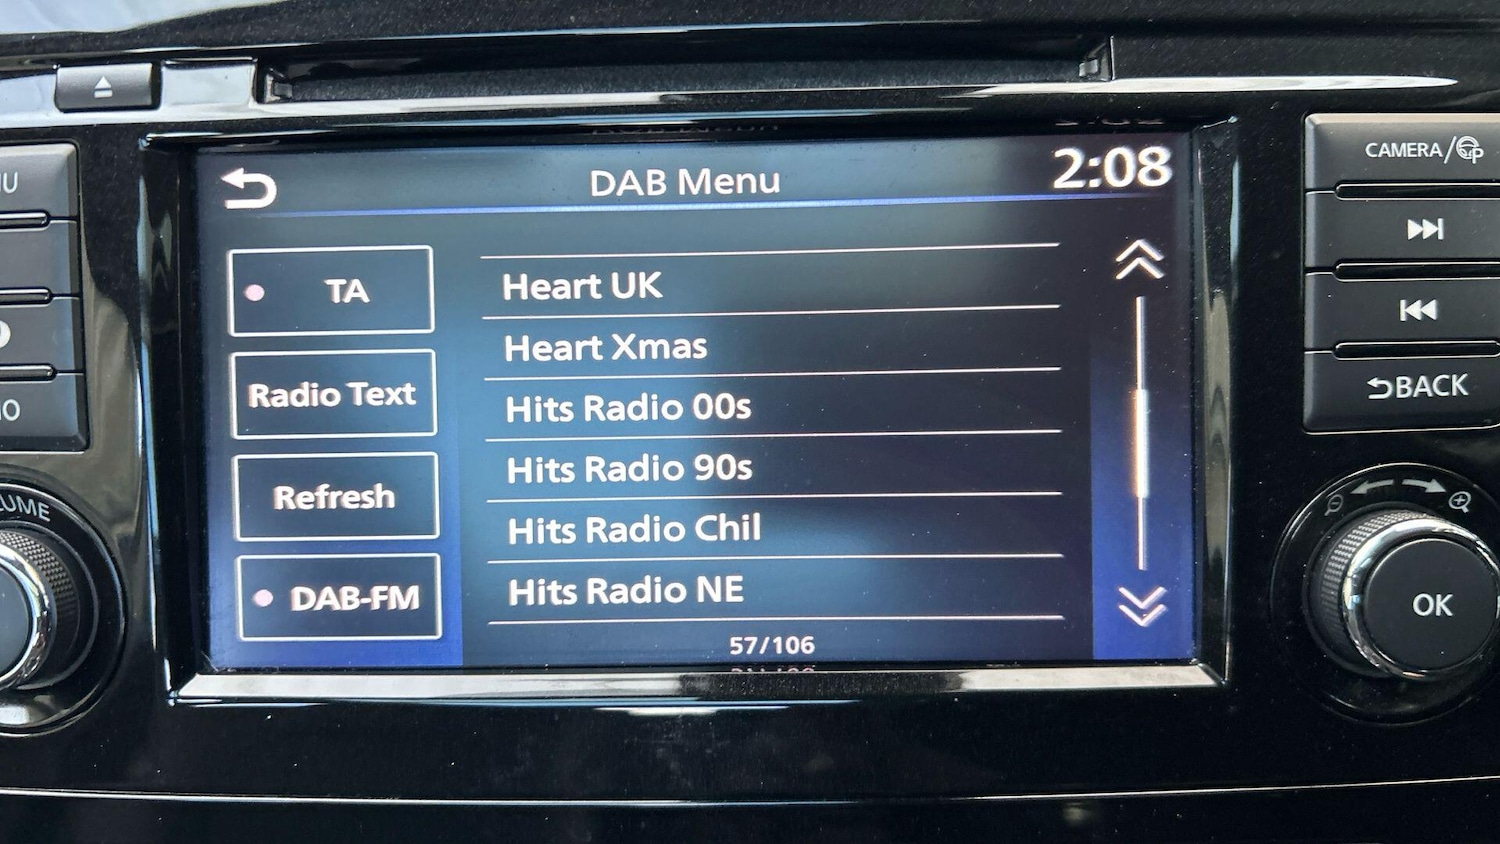 DAB Menu
2:08
TA
Radio Text
Refresh
DAB-FM
Heart UK
Heart Xmas
Hits Radio 00s
Hits Radio 90s
Hits Radio Chil
Hits Radio NE
57/106
CAMERA/
BACK
OK
UME